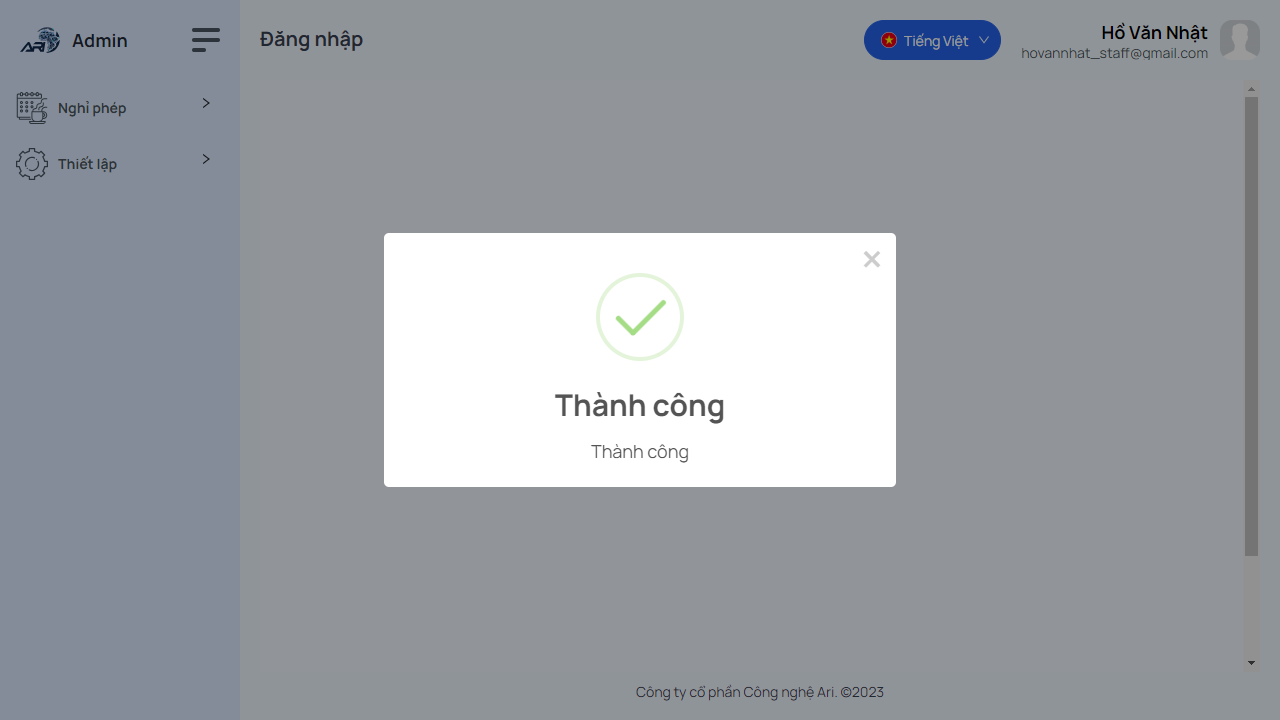 ARI
Admin
Nghỉ phép
Thiết lập
Đăng nhập
Tiếng Việt
Hồ Văn Nhật
hovannhat_staff@gmail.com
×
Thành công
Thành công
Công ty cổ phần Công nghệ Ari. ©2023